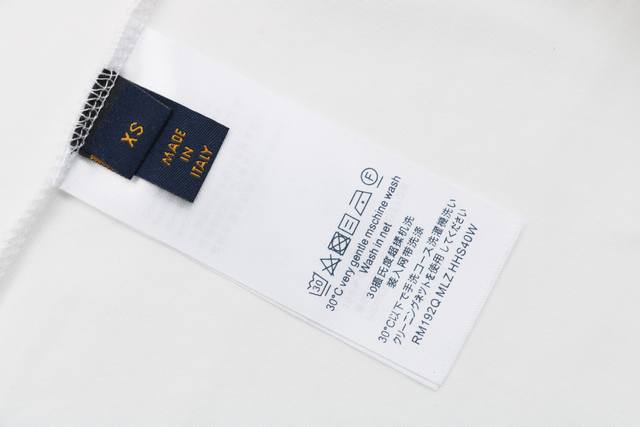 XS
MADE
IN
ITALY
30
F
30°C very gentle mschine wash
Wash in net
30摄氏度超揉机洗
装入网带洗涤
30℃以下で手洗コース洗濯機洗い
クリーニングネットを使用してください
RM192Q MLZ HHS40W